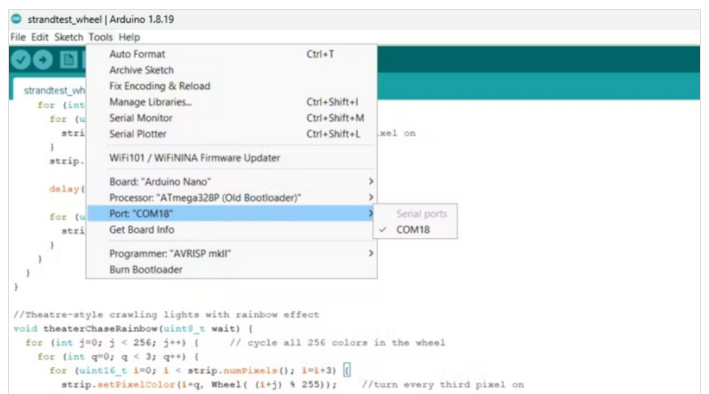 strandtest_wheel | Arduino 1.8.19
File Edit Sketch Tools Help
Auto Format Ctrl+T
Archive Sketch
Fix Encoding & Reload
Manage Libraries... Ctrl+Shift+I
Serial Monitor Ctrl+Shift+M
Serial Plotter Ctrl+Shift+L
WiFi101 / WiFiNINA Firmware Updater
Board: "Arduino Nano"
Processor: "ATmega328P (Old Bootloader)"
Port: "COM18"
Get Board Info
Programmer: "AVRISP mkII"
Burn Bootloader
Serial ports
COM18
strandtest_wh
for (int
for (u
stri xel on
}
strip.
delay(
for (u
stri
}
}
}
}
//Theatre-style crawling lights with rainbow effect
void theaterChaseRainbow(uint8_t wait) {
for (int j=0; j < 256; j++) { // cycle all 256 colors in the wheel
for (int q=0; q < 3; q++) {
for (uint16_t i=0; i < strip.numPixels(); i=i+3) {
strip.setPixelColor(i+q, Wheel( (i+j) % 255)); //turn every third pixel on